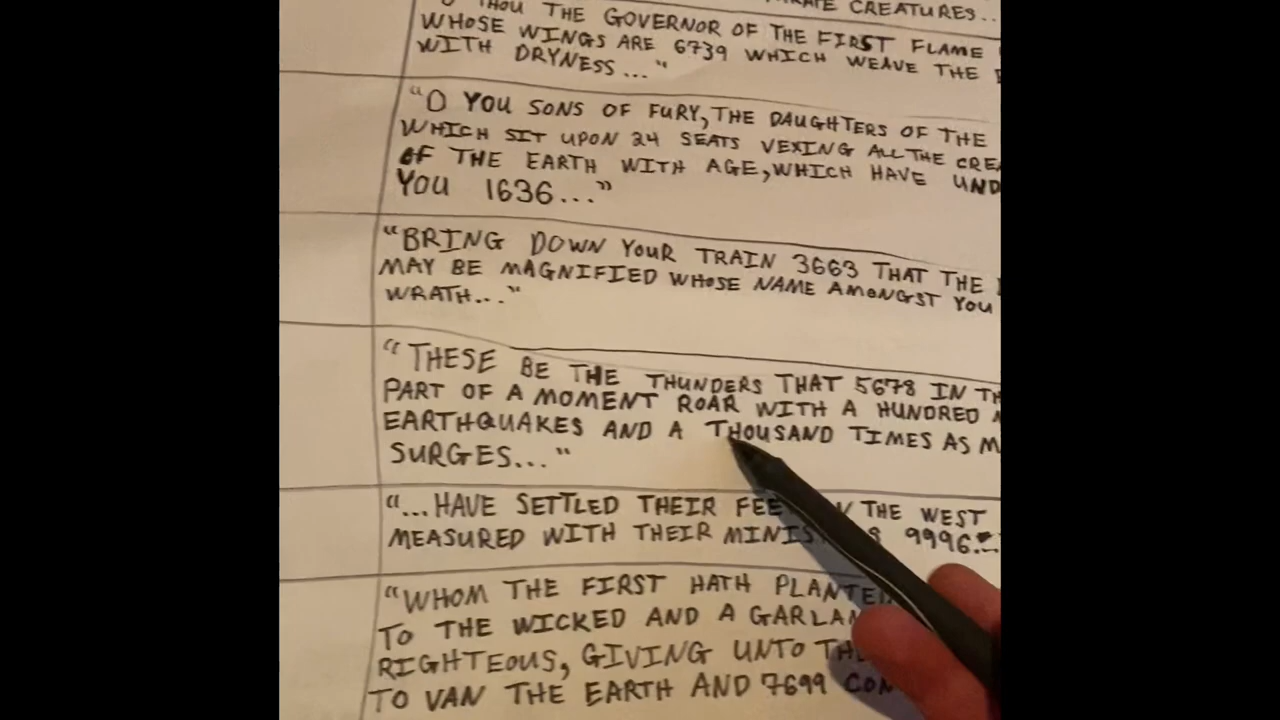 CREATURES...
THOU THE GOVERNOR OF THE FIRST FLAME
WHOSE WINGS ARE 6739 WHICH WEAVE THE
WITH DRYNESS..."
"O YOU SONS OF FURY, THE DAUGHTERS OF THE
WHICH SIT UPON 24 SEATS VEXING ALL THE CREA
OF THE EARTH WITH AGE, WHICH HAVE UND
YOU 1636..."
"BRING DOWN YOUR TRAIN 3663 THAT THE
MAY BE MAGNIFIED WHOSE NAME AMONGST YOU
WRATH..."
"THESE BE THE THUNDERS THAT 5678 IN TH
PART OF A MOMENT ROAR WITH A HUNDRED
EARTHQUAKES AND A THOUSAND TIMES AS M
SURGES..."
"...HAVE SETTLED THEIR FEE THE WEST
MEASURED WITH THEIR MINIS 9996...
"WHOM THE FIRST HATH PLANTE
TO THE WICKED AND A GARLAN
RIGHTEOUS, GIVING UNTO TH
TO VAN THE EARTH AND 7699 CON